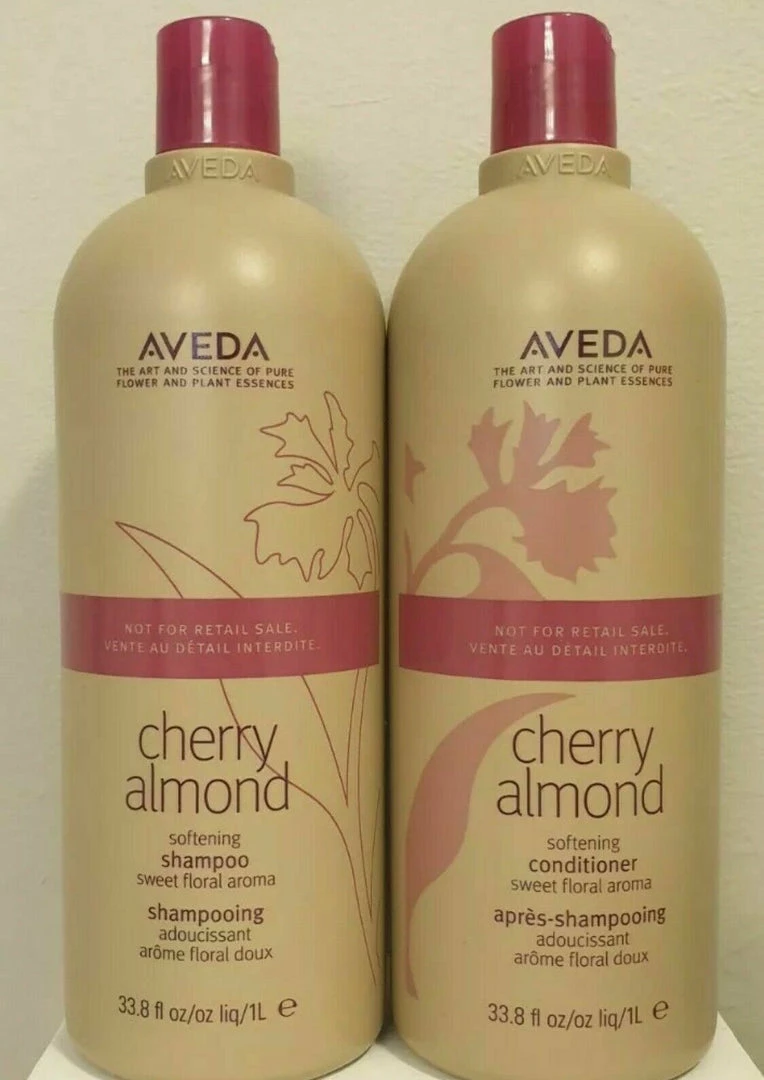 AVEDA
AVEDA
THE ART AND SCIENCE OF PURE
FLOWER AND PLANT ESSENCES
NOT FOR RETAIL SALE.
VENTE AU DÉTAIL INTERDITE.
cherry
almond
softening
shampoo
sweet floral aroma
shampooing
adoucissant
arôme floral doux
33.8 fl oz/oz liq/1L ℮
AVEDA
AVEDA
THE ART AND SCIENCE OF PURE
FLOWER AND PLANT ESSENCES
NOT FOR RETAIL SALE.
VENTE AU DÉTAIL INTERDITE.
cherry
almond
softening
conditioner
sweet floral aroma
après-shampooing
adoucissant
arôme floral doux
33.8 fl oz/oz liq/1L ℮